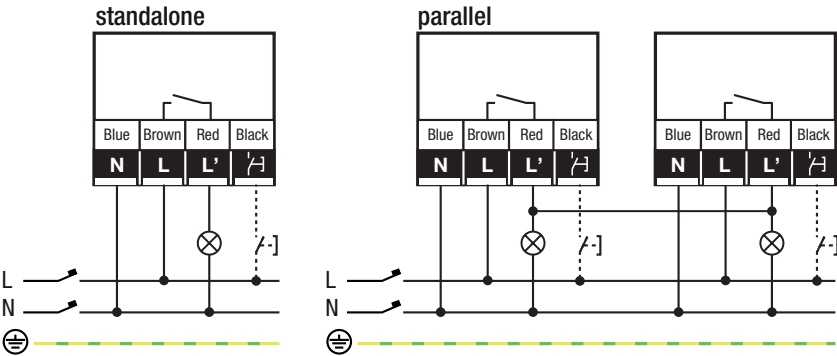 standalone parallel
Blue Brown Red Black Blue Brown Red Black Blue Brown Red Black
N L L’ N L L’ N L L’
L L
N N